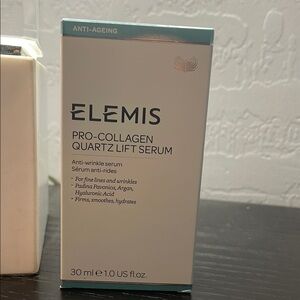 ANTI-AGEING
ELEMIS
PRO-COLLAGEN
QUARTZ LIFT SERUM
Anti-wrinkle serum
Sérum anti-rides
• For fine lines and wrinkles
• Padina Pavonica, Argan,
Hyaluronic Acid
• Firms, smoothes, hydrates
30 ml e 1.0 US fl.oz.